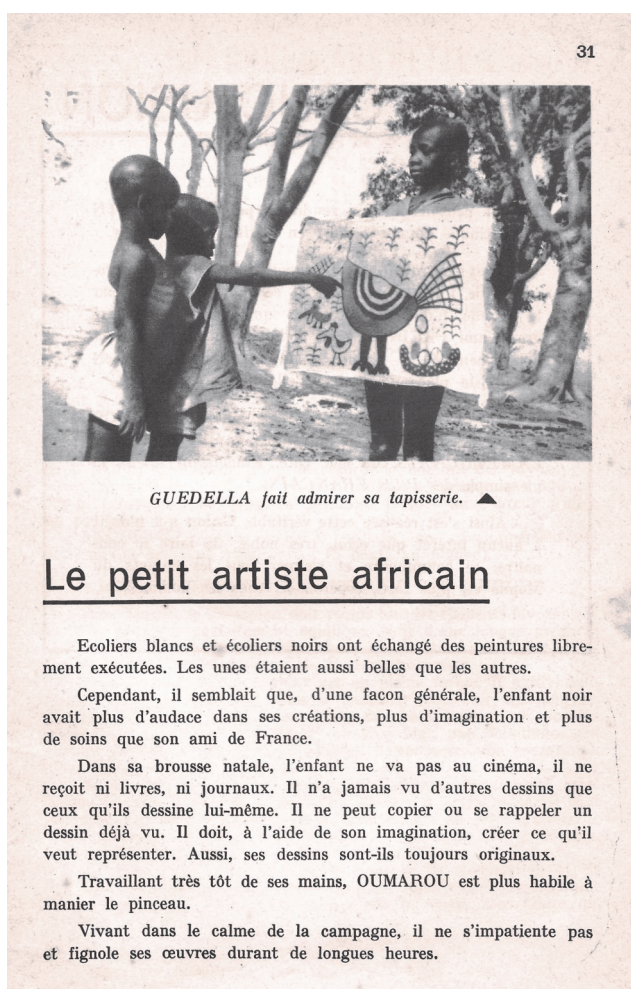 31
GUEDELLA fait admirer sa tapisserie. ▲
Le petit artiste africain
Ecoliers blancs et écoliers noirs ont échangé des peintures libre-
ment exécutées. Les unes étaient aussi belles que les autres.
Cependant, il semblait que, d'une facon générale, l'enfant noir
avait plus d'audace dans ses créations, plus d'imagination et plus
de soins que son ami de France.
Dans sa brousse natale, l'enfant ne va pas au cinéma, il ne
reçoit ni livres, ni journaux. Il n'a jamais vu d'autres dessins que
ceux qu'ils dessine lui-même. Il ne peut copier ou se rappeler un
dessin déjà vu. Il doit, à l'aide de son imagination, créer ce qu'il
veut représenter. Aussi, ses dessins sont-ils toujours originaux.
Travaillant très tôt de ses mains, OUMAROU est plus habile à
manier le pinceau.
Vivant dans le calme de la campagne, il ne s'impatiente pas
et fignole ses œuvres durant de longues heures.